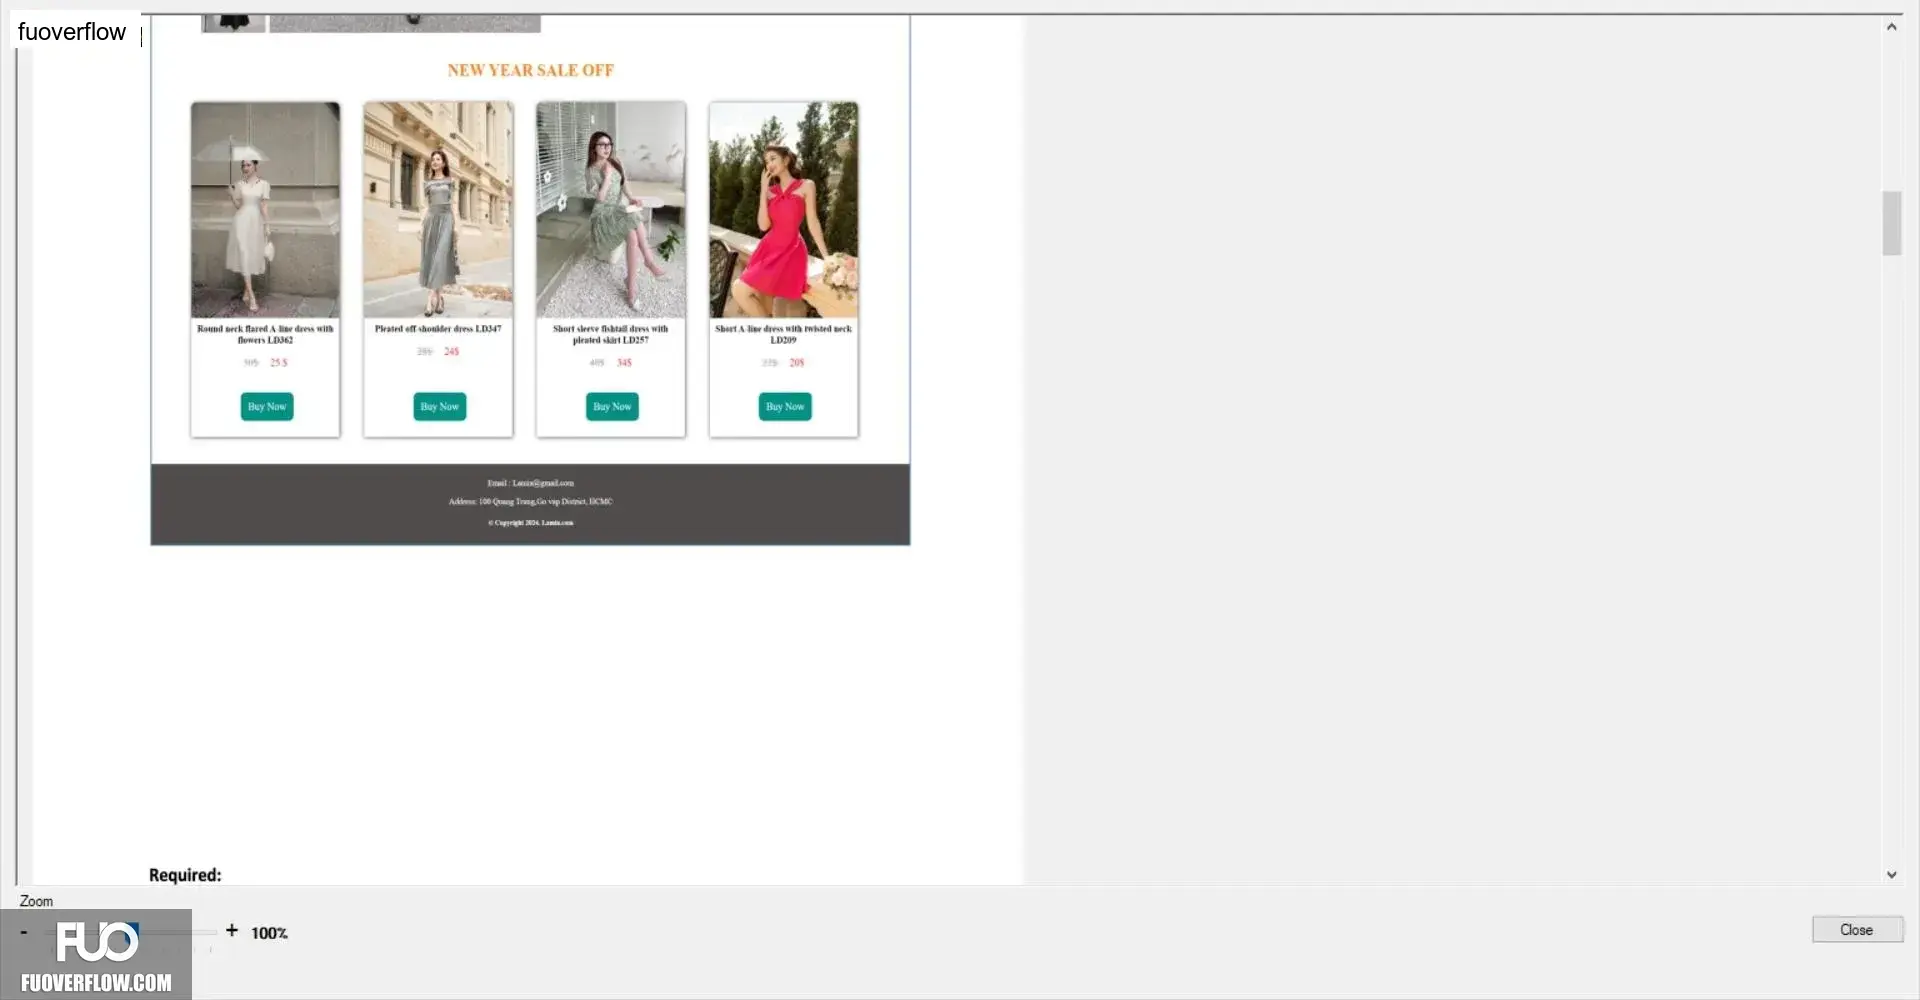 fuoverflow
NEW YEAR SALE OFF
Round neck flared A-line dress with
flowers LD362
30$ 25 $
Buy Now
Pleated off-shoulder dress LD347
28$ 24$
Buy Now
Short sleeve fishtail dress with
pleated skirt LD257
40$ 34$
Buy Now
Short A-line dress with twisted neck
LD209
20$
Buy Now
Email : Lamia@gmail.com
Address: 100 Quang Trung,Go vap District, HCMC
© Copyright 2024. Lamia.com
Required:
Zoom
- + 100%
Close
FUO
FUOVERFLOW.COM